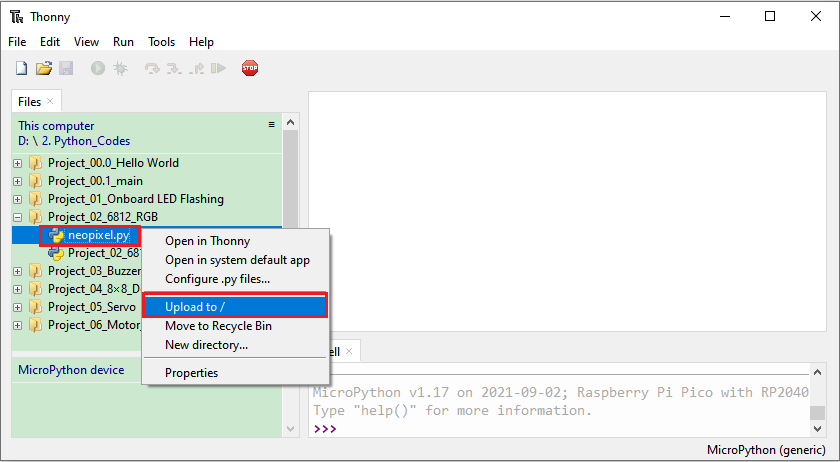 Thonny
File Edit View Run Tools Help
STOP
Files
This computer
D: \ 2. Python_Codes
Project_00.0_Hello World
Project_00.1_main
Project_01_Onboard LED Flashing
Project_02_6812_RGB
neopixel.py
Project_02_681
Project_03_Buzzer
Project_04_8×8_D
Project_05_Servo
Project_06_Motor_
Open in Thonny
Open in system default app
Configure .py files...
Upload to /
Move to Recycle Bin
New directory...
Properties
MicroPython device
ell
MicroPython v1.17 on 2021-09-02; Raspberry Pi Pico with RP2040
Type "help()" for more information.
>>>
MicroPython (generic)